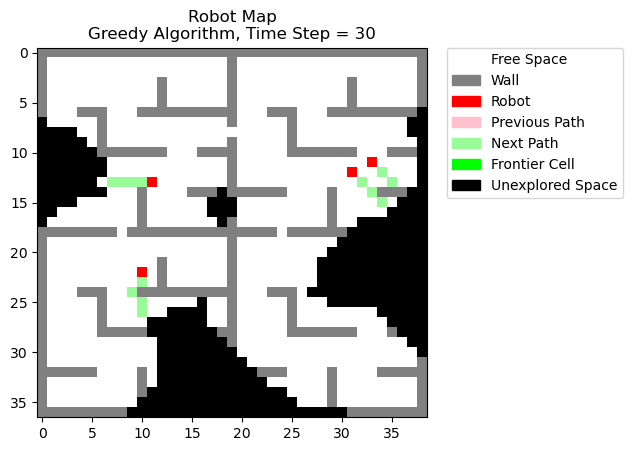 Robot Map
Greedy Algorithm, Time Step = 30
0
5
10
15
20
25
30
35
0
5
10
15
20
25
30
35
Free Space
Wall
Robot
Previous Path
Next Path
Frontier Cell
Unexplored Space